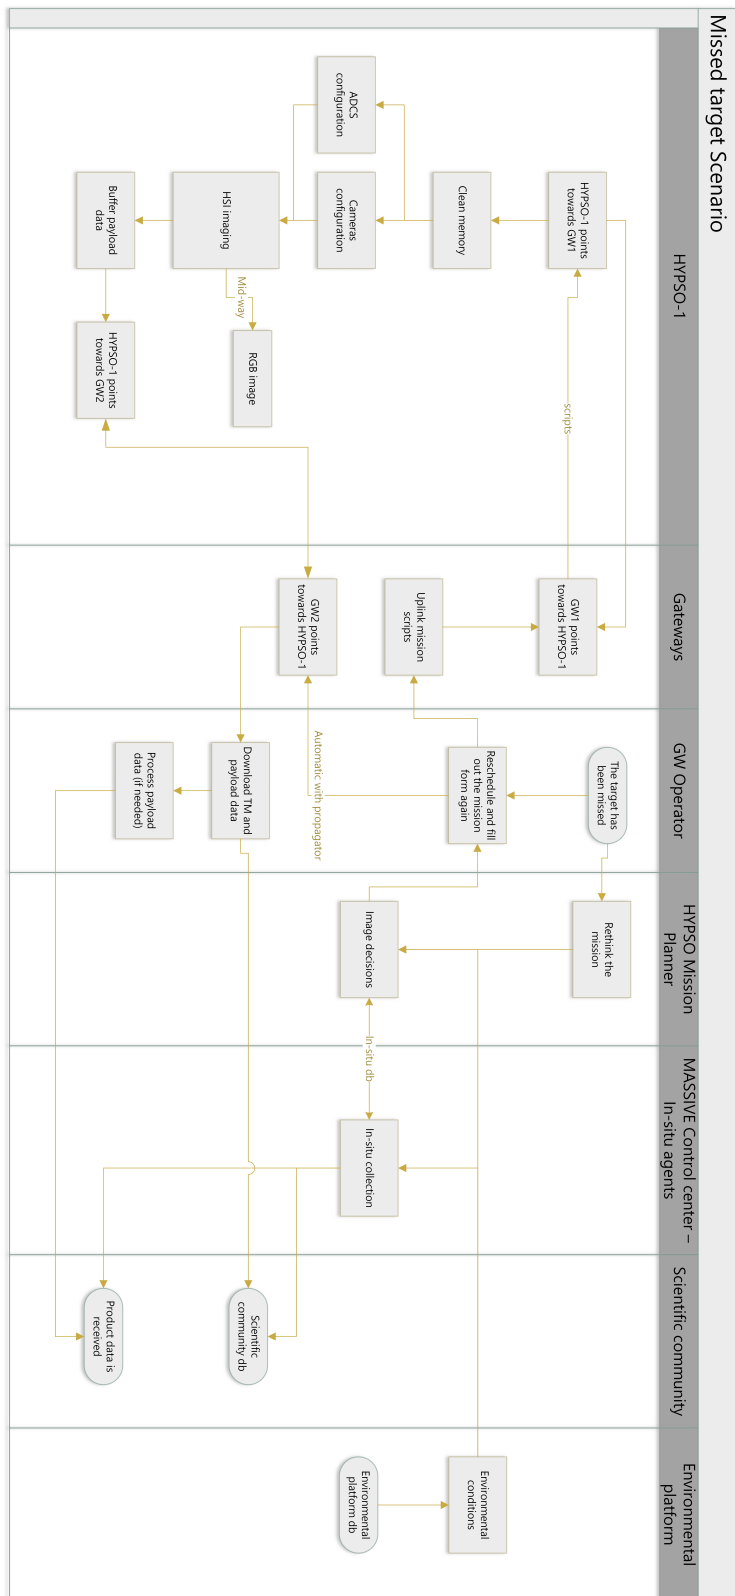 Missed target Scenario
HYPSO-1
Gateways
GW Operator
HYPSO Mission
Planner
MASSIVE Control center –
In-situ agents
Scientific community
Environmental
platform
HYPSO-1 points
towards GW1
Clean memory
ADCS
configuration
Cameras
configuration
HSI imaging
Mid-way
RGB image
Buffer payload
data
HYPSO-1 points
towards GW2
scripts
GW1 points
towards HYPSO-1
Uplink mission
scripts
GW2 points
towards HYPSO-1
The target has
been missed
Reschedule and fill
out the mission
form again
Automatic with propagator
Download TM and
payload data
Process payload
data (if needed)
Rethink the
mission
Image decisions
In-situ db
In-situ collection
Scientific
community db
Product data is
received
Environmental
conditions
Environmental
platform db